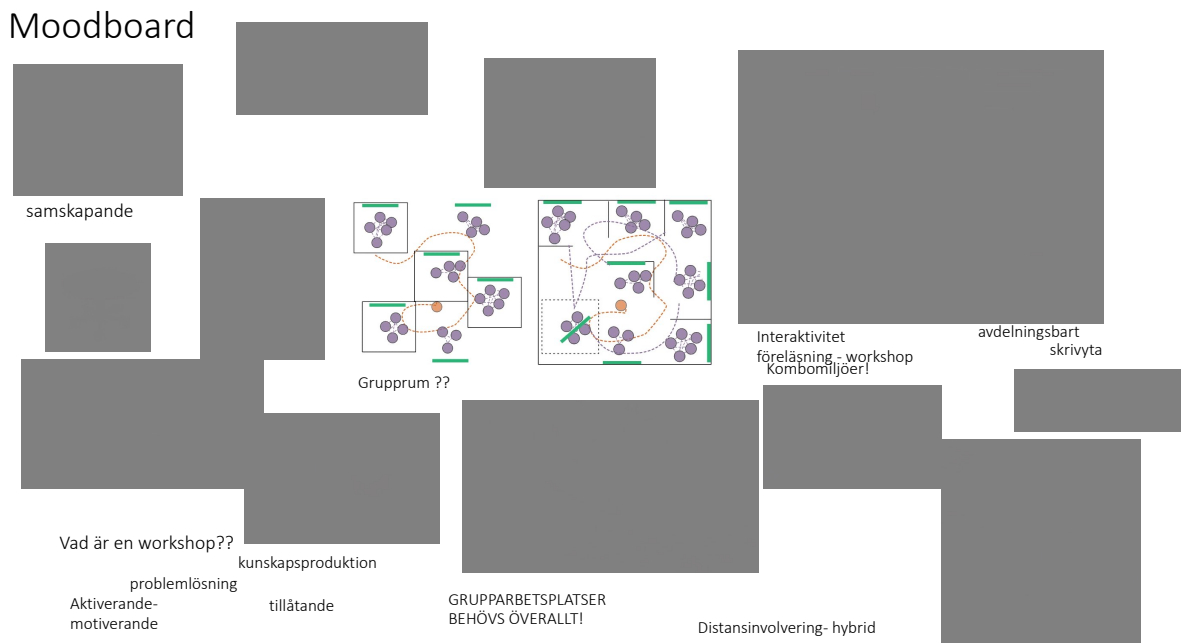 Moodboard
samskapande
Grupprum ??
Interaktivitet
föreläsning - workshop
Kombomiljöer!
avdelningsbart
skrivyta
Vad är en workshop??
kunskapsproduktion
problemlösning
Aktiverande-
motiverande
tillåtande
GRUPPARBETSPLATSER
BEHÖVS ÖVERALLT!
Distansinvolvering- hybrid